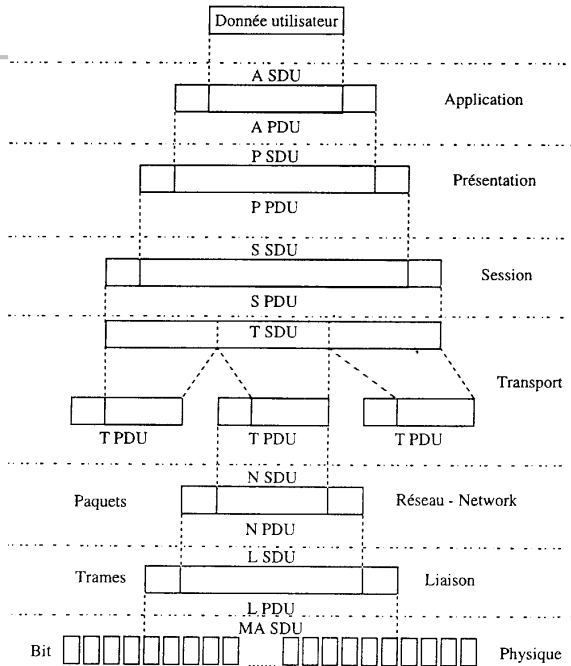 Donnée utilisateur
A SDU
Application
A PDU
P SDU
Présentation
P PDU
S SDU
Session
S PDU
T SDU
Transport
T PDU T PDU T PDU
N SDU
Paquets Réseau - Network
N PDU
L SDU
Trames Liaison
L PDU
MA SDU
Bit Physique